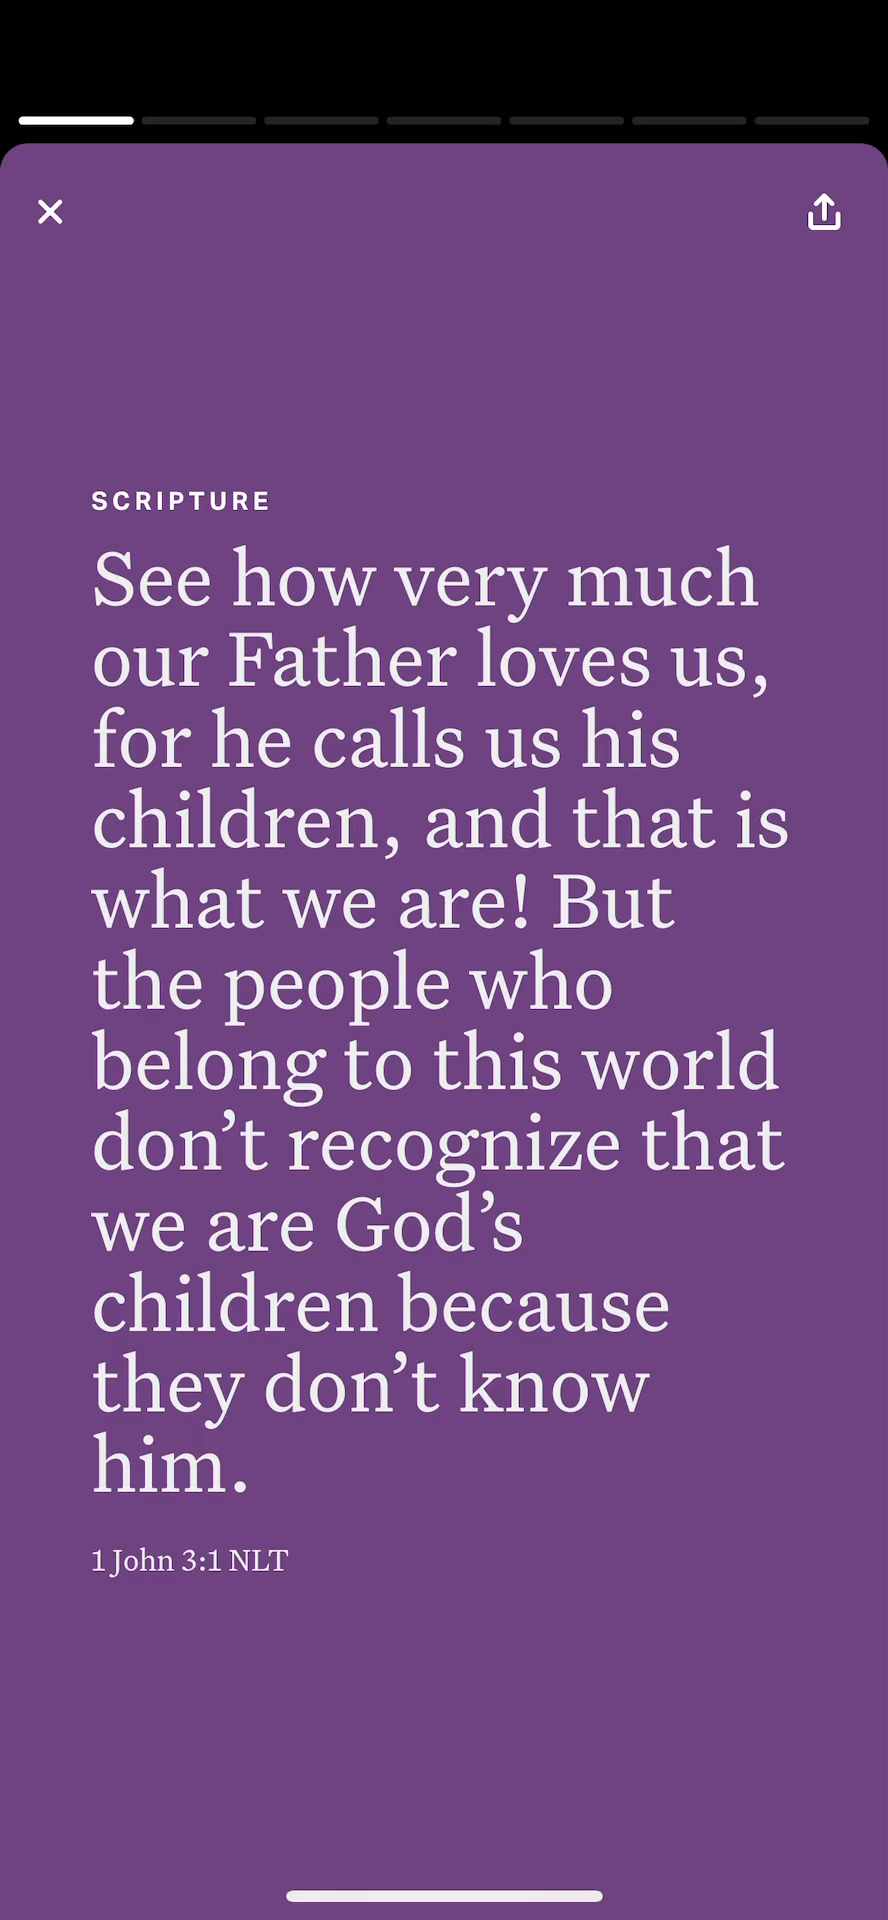 SCRIPTURE
See how very much
our Father loves us,
for he calls us his
children, and that is
what we are! But
the people who
belong to this world
don’t recognize that
we are God’s
children because
they don’t know
him.
1 John 3:1 NLT